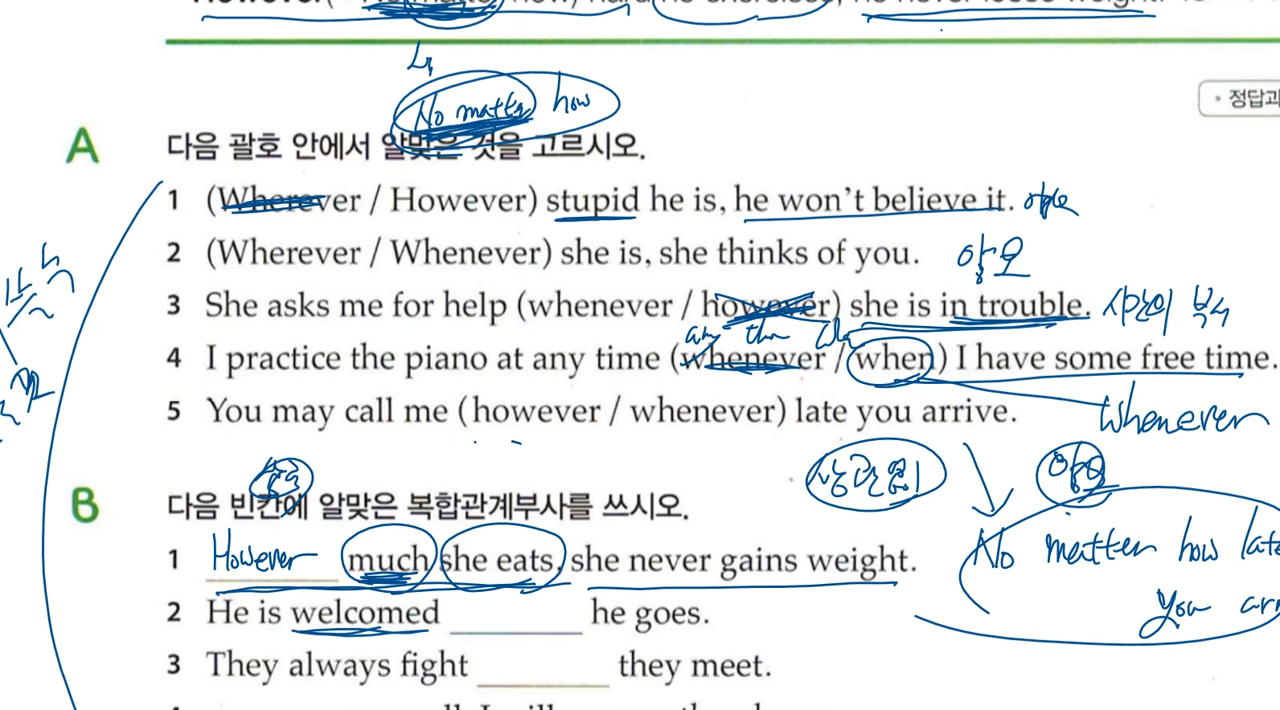 No matter how
• 정답과
A 다음 괄호 안에서 알맞은 것을 고르시오.
1 (Wherever / However) stupid he is, he won't believe it.
2 (Wherever / Whenever) she is, she thinks of you. 양보
3 She asks me for help (whenever / however) she is in trouble. 시간의 부사
4 I practice the piano at any time (whenever / when) I have some free time.
5 You may call me (however / whenever) late you arrive. Whenever
상관없이
B 다음 빈칸에 알맞은 복합관계부사를 쓰시오.
1 However much she eats, she never gains weight.
No matter how late
2 He is welcomed ________ he goes.
you
3 They always fight ________ they meet.